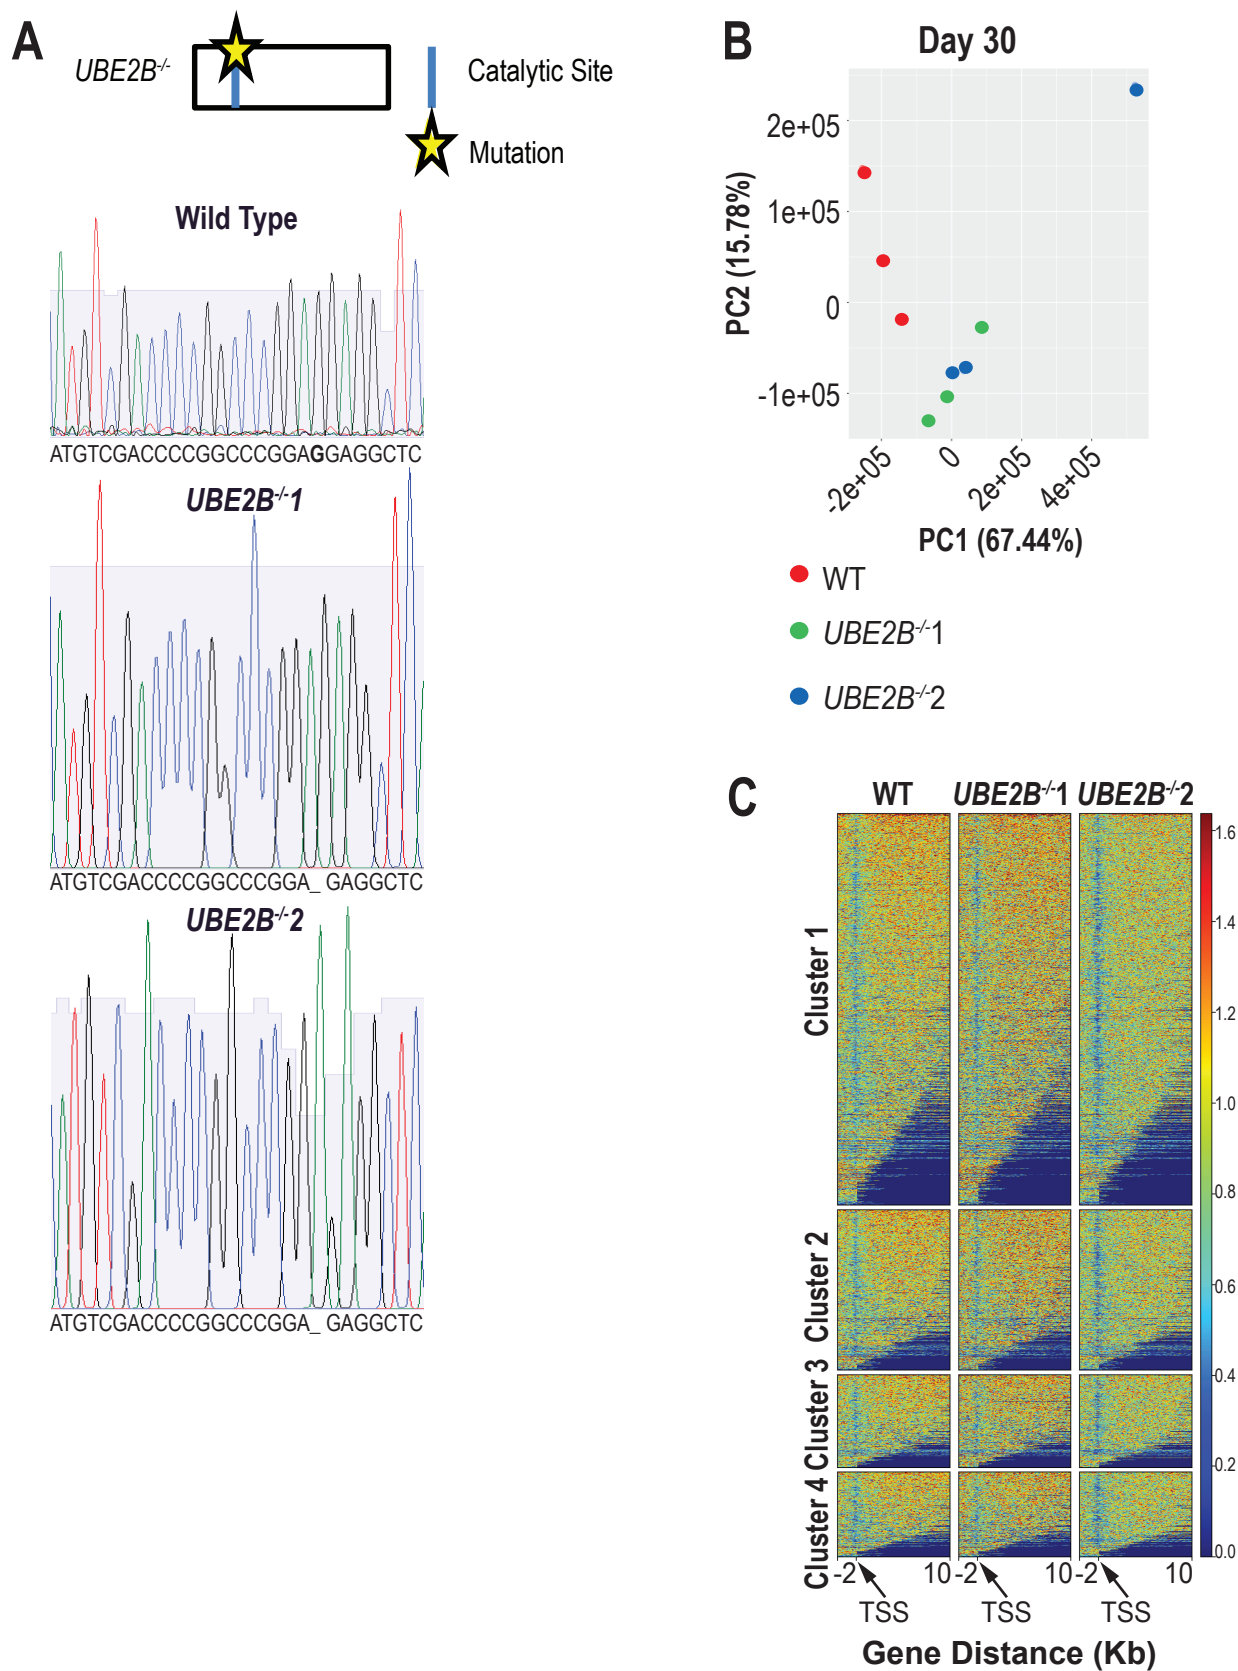 A
UBE2B-/-
Catalytic Site
Mutation
Wild Type
ATGTCGACCCCGGCCCGGAGGAGGCTC
UBE2B-/-1
ATGTCGACCCCGGCCCGGA_ GAGGCTC
UBE2B-/-2
ATGTCGACCCCGGCCCGGA_ GAGGCTC
B
Day 30
PC2 (15.78%)
2e+05
1e+05
0
-1e+05
-2e+05
0
2e+05
4e+05
PC1 (67.44%)
WT
UBE2B-/-1
UBE2B-/-2
C
WT UBE2B-/-1 UBE2B-/-2
Cluster 1
Cluster 2
Cluster 3
Cluster 4
1.6
1.4
1.2
1.0
0.8
0.6
0.4
0.2
0.0
-2 10 -2 10 -2 10
TSS TSS TSS
Gene Distance (Kb)